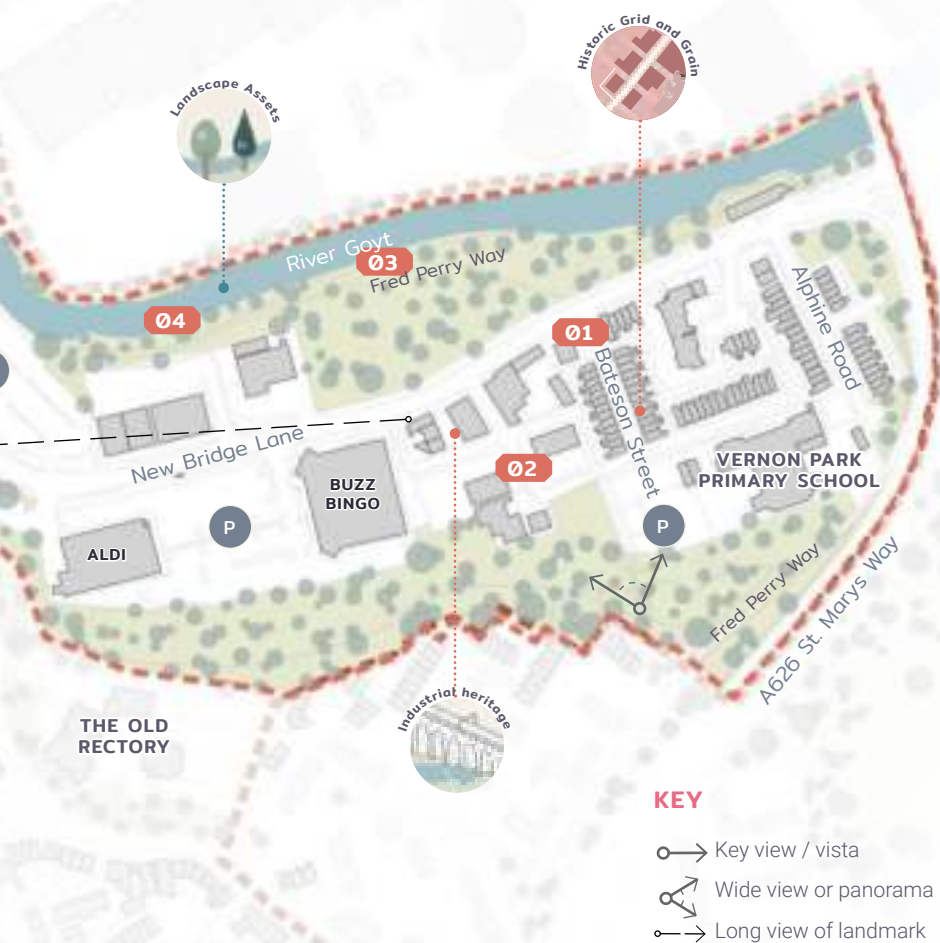 Historic Grid and Grain
Landscape Assets
River Goyt
03
Fred Perry Way
04
01
Alphine Road
Bateson Street
New Bridge Lane
02
VERNON PARK
PRIMARY SCHOOL
BUZZ
BINGO
P
P
ALDI
Fred Perry Way
A626 St. Marys Way
Industrial heritage
THE OLD
RECTORY
KEY
Key view / vista
Wide view or panorama
Long view of landmark